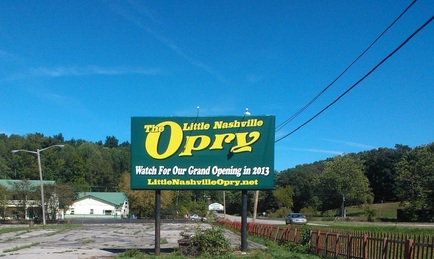 The Little Nashville
Opry
Watch For Our Grand Opening in 2013
LittleNashvilleOpry.net